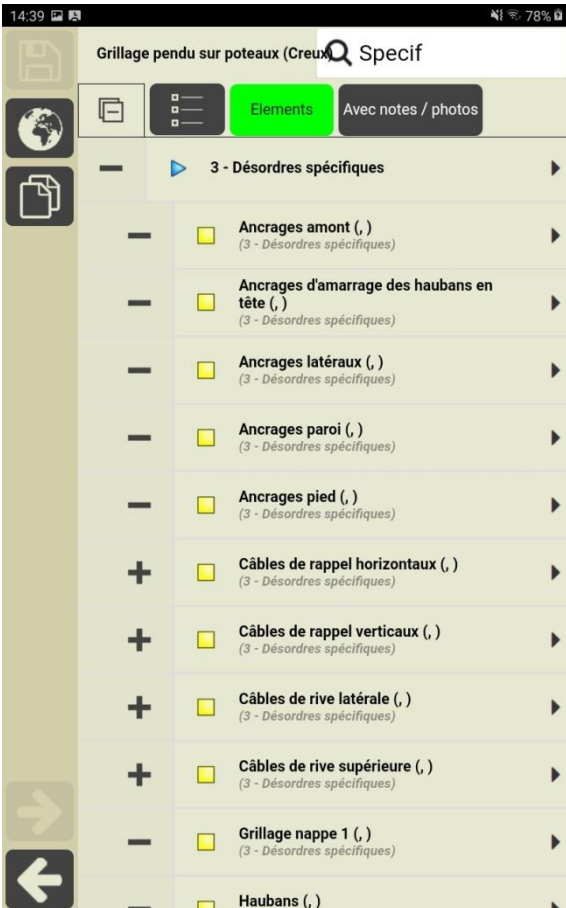 14:39 78%
Grillage pendu sur poteaux (Creux) Specif
Elements Avec notes / photos
3 - Désordres spécifiques
Ancrages amont (, )
(3 - Désordres spécifiques)
Ancrages d'amarrage des haubans en
tête (, )
(3 - Désordres spécifiques)
Ancrages latéraux (, )
(3 - Désordres spécifiques)
Ancrages paroi (, )
(3 - Désordres spécifiques)
Ancrages pied (, )
(3 - Désordres spécifiques)
Câbles de rappel horizontaux (, )
(3 - Désordres spécifiques)
Câbles de rappel verticaux (, )
(3 - Désordres spécifiques)
Câbles de rive latérale (, )
(3 - Désordres spécifiques)
Câbles de rive supérieure (, )
(3 - Désordres spécifiques)
Grillage nappe 1 (, )
(3 - Désordres spécifiques)
Haubans (, )